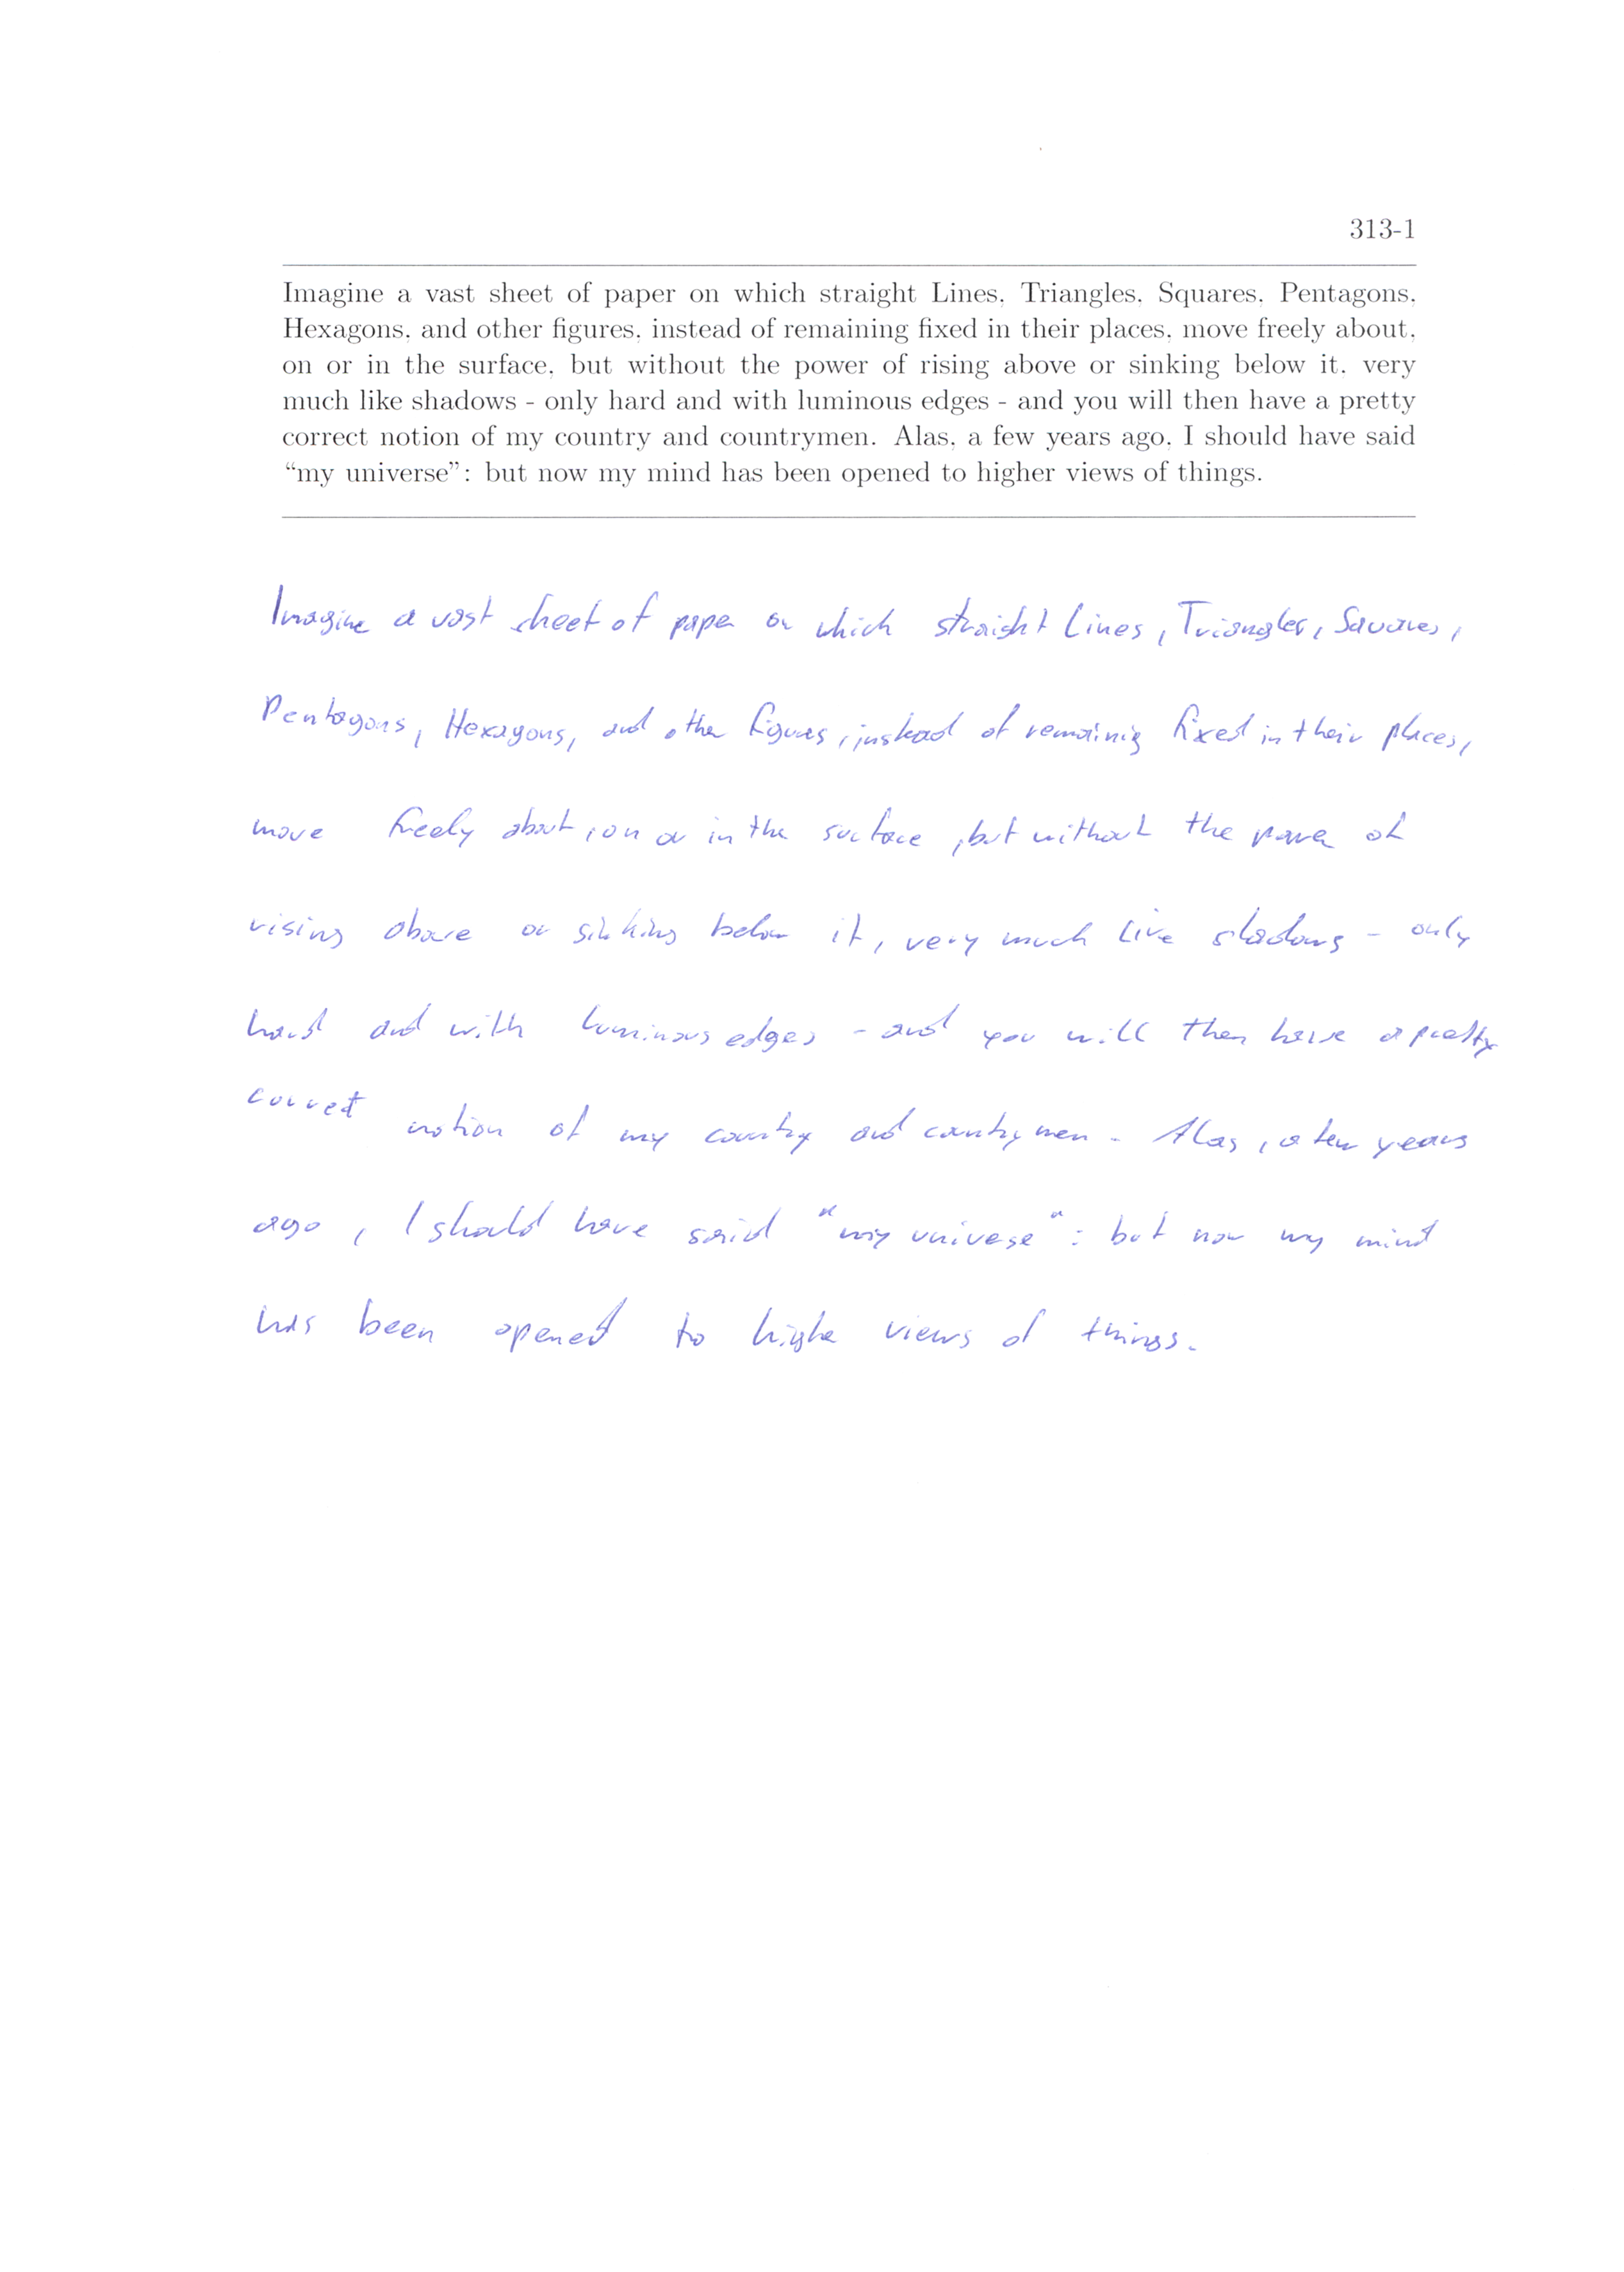 313-1
Imagine a vast sheet of paper on which straight Lines, Triangles, Squares, Pentagons,
Hexagons, and other figures, instead of remaining fixed in their places, move freely about,
on or in the surface, but without the power of rising above or sinking below it, very
much like shadows - only hard and with luminous edges - and you will then have a pretty
correct notion of my country and countrymen. Alas, a few years ago, I should have said
“my universe”: but now my mind has been opened to higher views of things.
Imagine a vast sheet of paper on which straight Lines, Triangles, Squares,
Pentagons, Hexagons, and other figures, instead of remaining fixed in their places,
move freely about, on or in the surface, but without the power of
rising above or sinking below it, very much like shadows - only
hard and with luminous edges - and you will then have a pretty
correct notion of my country and countrymen. Alas, a few years
ago, I should have said "my universe": but now my mind
has been opened to higher views of things.